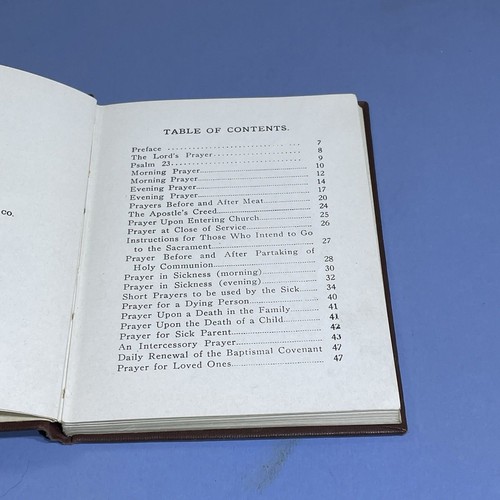 CO.
TABLE OF CONTENTS.
Preface .......... 7
The Lord's Prayer .......... 8
Psalm 23 .......... 9
Morning Prayer .......... 10
Morning Prayer .......... 12
Evening Prayer .......... 14
Evening Prayer .......... 17
Prayers Before and After Meat .......... 20
The Apostle's Creed .......... 24
Prayer Upon Entering Church .......... 25
Prayer at Close of Service .......... 26
Instructions for Those Who Intend to Go
to the Sacrament .......... 27
Prayer Before and After Partaking of
Holy Communion .......... 28
Prayer in Sickness (morning) .......... 30
Prayer in Sickness (evening) .......... 32
Short Prayers to be used by the Sick .......... 34
Prayer for a Dying Person .......... 40
Prayer Upon a Death in the Family .......... 41
Prayer Upon the Death of a Child .......... 41
Prayer for Sick Parent .......... 42
An Intercessory Prayer .......... 43
Daily Renewal of the Baptismal Covenant 47
Prayer for Loved Ones .......... 47